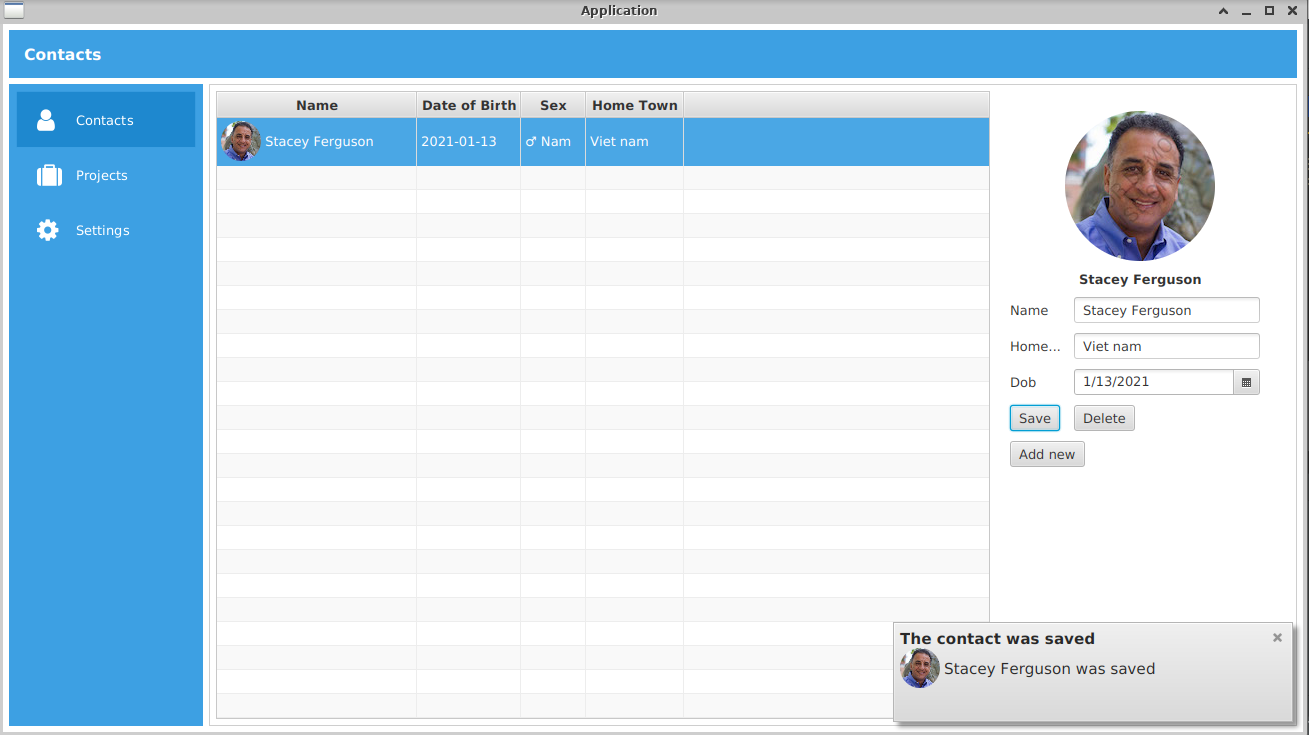 Application
Contacts
Contacts
Projects
Settings
Name Date of Birth Sex Home Town
Stacey Ferguson 2021-01-13 ♂ Nam Viet nam
Stacey Ferguson
Name Stacey Ferguson
Home... Viet nam
Dob 1/13/2021
Save Delete
Add new
The contact was saved
Stacey Ferguson was saved